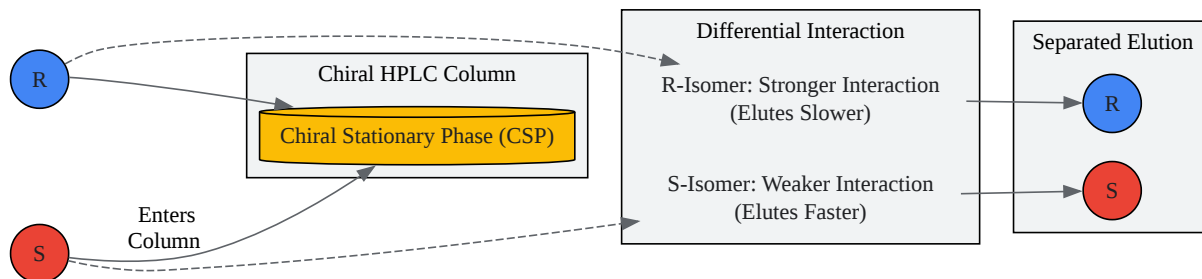 R
S
Enters
Column
Chiral HPLC Column
Chiral Stationary Phase (CSP)
Differential Interaction
R-Isomer: Stronger Interaction
(Elutes Slower)
S-Isomer: Weaker Interaction
(Elutes Faster)
Separated Elution
R
S